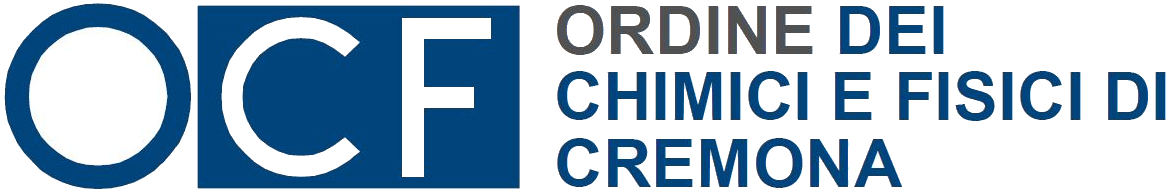 OCF
ORDINE DEI
CHIMICI E FISICI DI
CREMONA